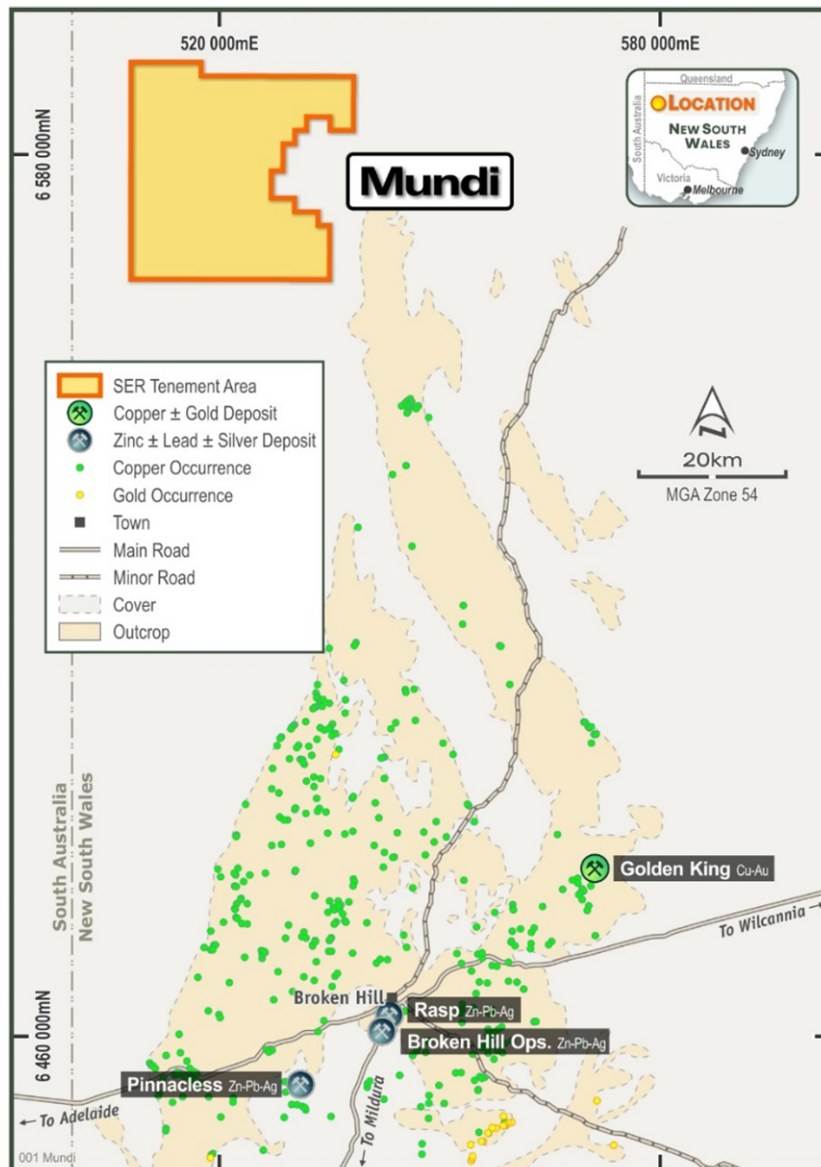 520 000mE
580 000mE
6 580 000mN
Queensland
LOCATION
South Australia
NEW SOUTH
WALES
Sydney
Victoria
Melbourne
Mundi
SER Tenement Area
Copper ± Gold Deposit
Zinc ± Lead ± Silver Deposit
Copper Occurrence
Gold Occurrence
Town
Main Road
Minor Road
Cover
Outcrop
N
20km
MGA Zone 54
South Australia
New South Wales
Golden King Cu-Au
To Wilcannia →
Broken Hill
Rasp Zn-Pb-Ag
6 460 000mN
Broken Hill Ops. Zn-Pb-Ag
Pinnacless Zn-Pb-Ag
← To Adelaide
← To Mildura
001 Mundi